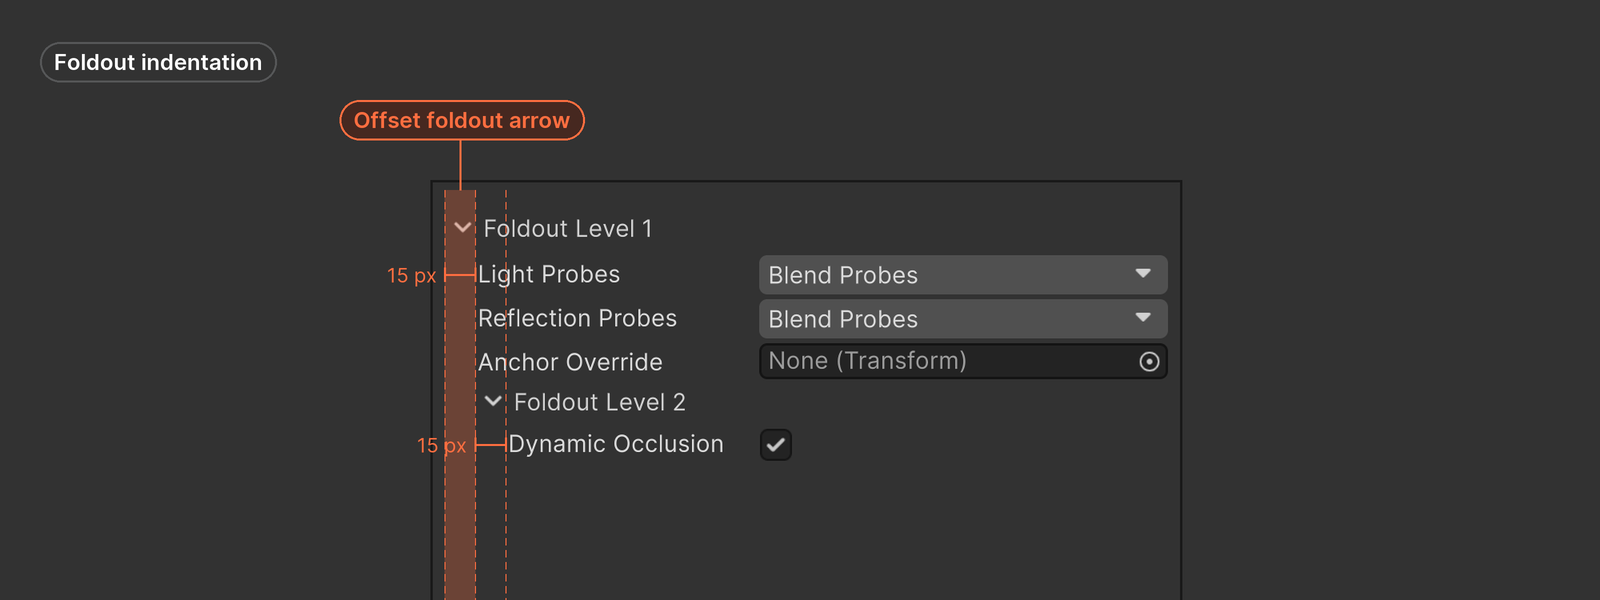 Foldout indentation
Offset foldout arrow
Foldout Level 1
15 px Light Probes Blend Probes
Reflection Probes Blend Probes
Anchor Override None (Transform)
Foldout Level 2
15 px Dynamic Occlusion